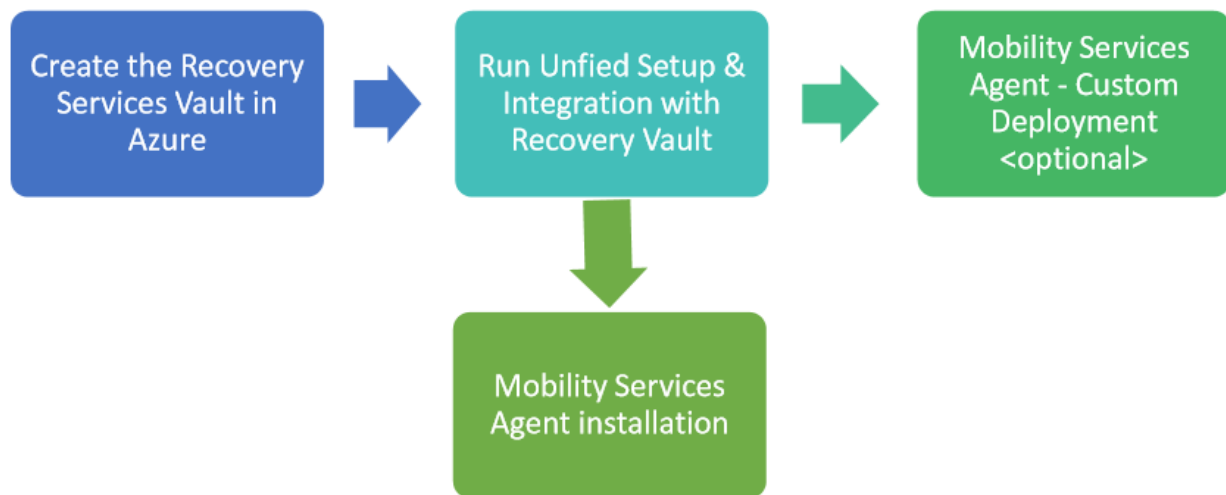 Create the Recovery
Services Vault in
Azure
Run Unfied Setup &
Integration with
Recovery Vault
Mobility Services
Agent - Custom
Deployment
<optional>
Mobility Services
Agent installation